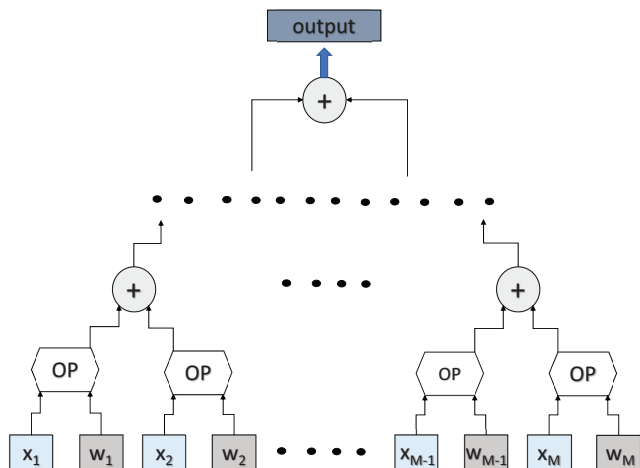 output
+
+ +
OP OP OP OP
x1 w1 x2 w2 xM-1 wM-1 xM wM